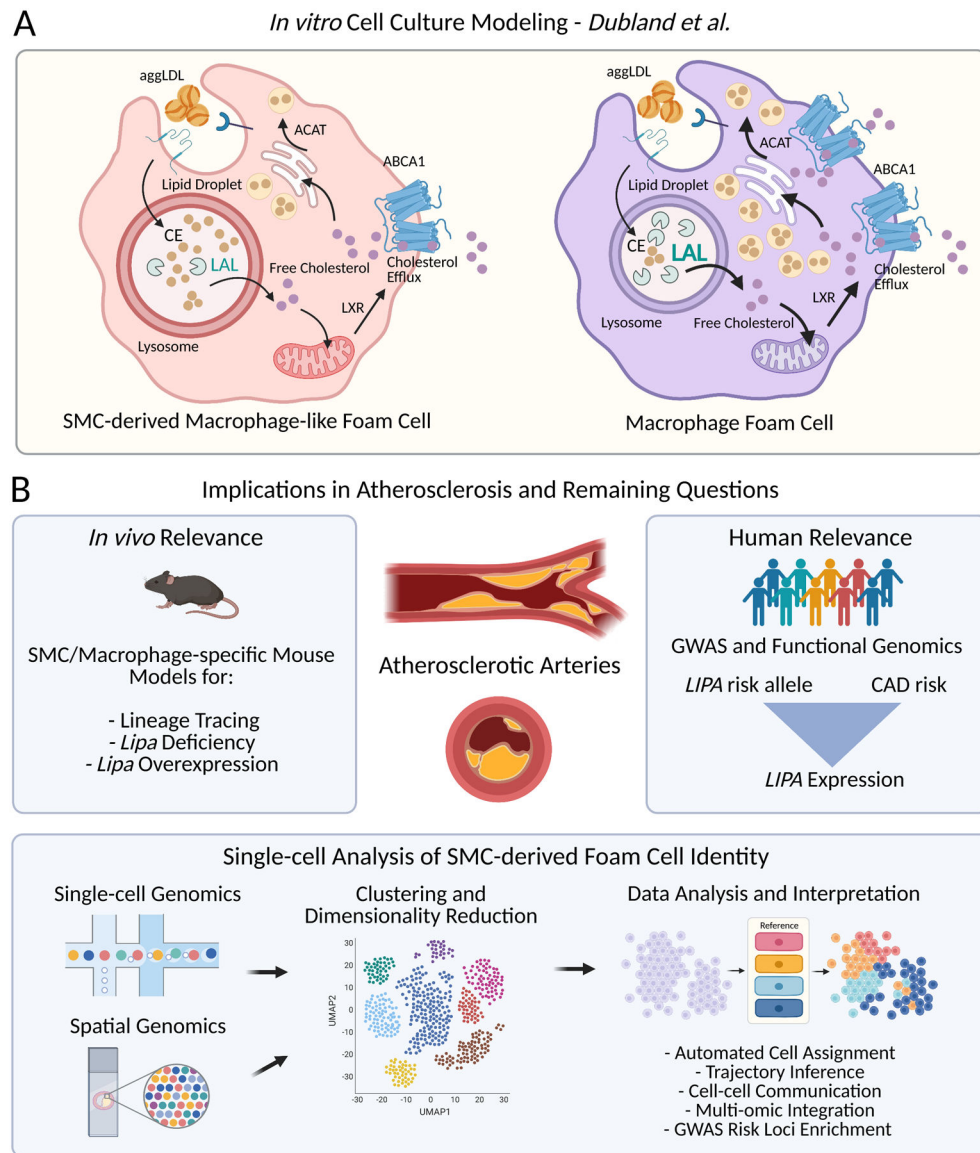 A
In vitro Cell Culture Modeling - Dubland et al.
aggLDL
ACAT
ABCA1
Lipid Droplet
CE
LAL
Free Cholesterol
Cholesterol
Efflux
LXR
Lysosome
SMC-derived Macrophage-like Foam Cell
aggLDL
ACAT
ABCA1
Lipid Droplet
CE
LAL
Cholesterol
Efflux
LXR
Lysosome
Free Cholesterol
Macrophage Foam Cell
B
Implications in Atherosclerosis and Remaining Questions
In vivo Relevance
SMC/Macrophage-specific Mouse
Models for:
- Lineage Tracing
- Lipa Deficiency
- Lipa Overexpression
Atherosclerotic Arteries
Human Relevance
GWAS and Functional Genomics
LIPA risk allele
CAD risk
LIPA Expression
Single-cell Analysis of SMC-derived Foam Cell Identity
Single-cell Genomics
Spatial Genomics
Clustering and
Dimensionality Reduction
UMAP2
30
20
10
0
-10
-20
-30
-30 -20 -10 0 10 20 30
UMAP1
Data Analysis and Interpretation
Reference
- Automated Cell Assignment
- Trajectory Inference
- Cell-cell Communication
- Multi-omic Integration
- GWAS Risk Loci Enrichment